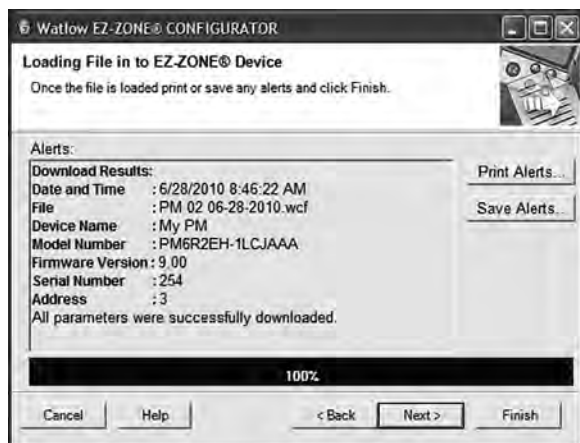 Watlow EZ-ZONE® CONFIGURATOR
Loading File in to EZ-ZONE® Device
Once the file is loaded print or save any alerts and click Finish.
Alerts:
Download Results:
Date and Time : 6/28/2010 8:46:22 AM
File : PM 02 06-28-2010.wcf
Device Name : My PM
Model Number : PM6R2EH-1LCJAAA
Firmware Version : 9.00
Serial Number : 254
Address : 3
All parameters were successfully downloaded.
Print Alerts...
Save Alerts...
100%
Cancel Help < Back Next > Finish